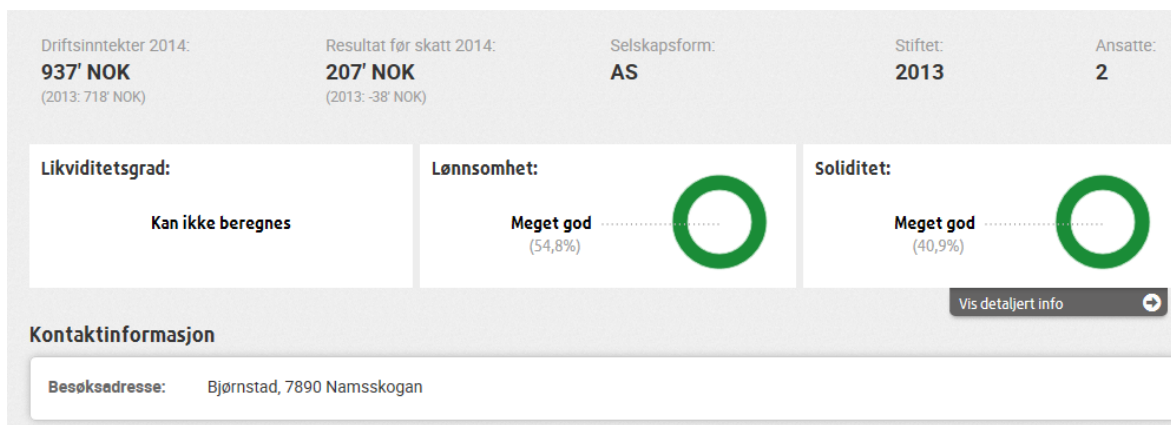 Driftsinntekter 2014:
937' NOK
(2013: 718' NOK)
Resultat før skatt 2014:
207' NOK
(2013: -38' NOK)
Selskapsform:
AS
Stiftet:
2013
Ansatte:
2
Likviditetsgrad:
Kan ikke beregnes
Lønnsomhet:
Meget god
(54,8%)
Soliditet:
Meget god
(40,9%)
Vis detaljert info
Kontaktinformasjon
Besøksadresse: Bjørnstad, 7890 Namsskogan